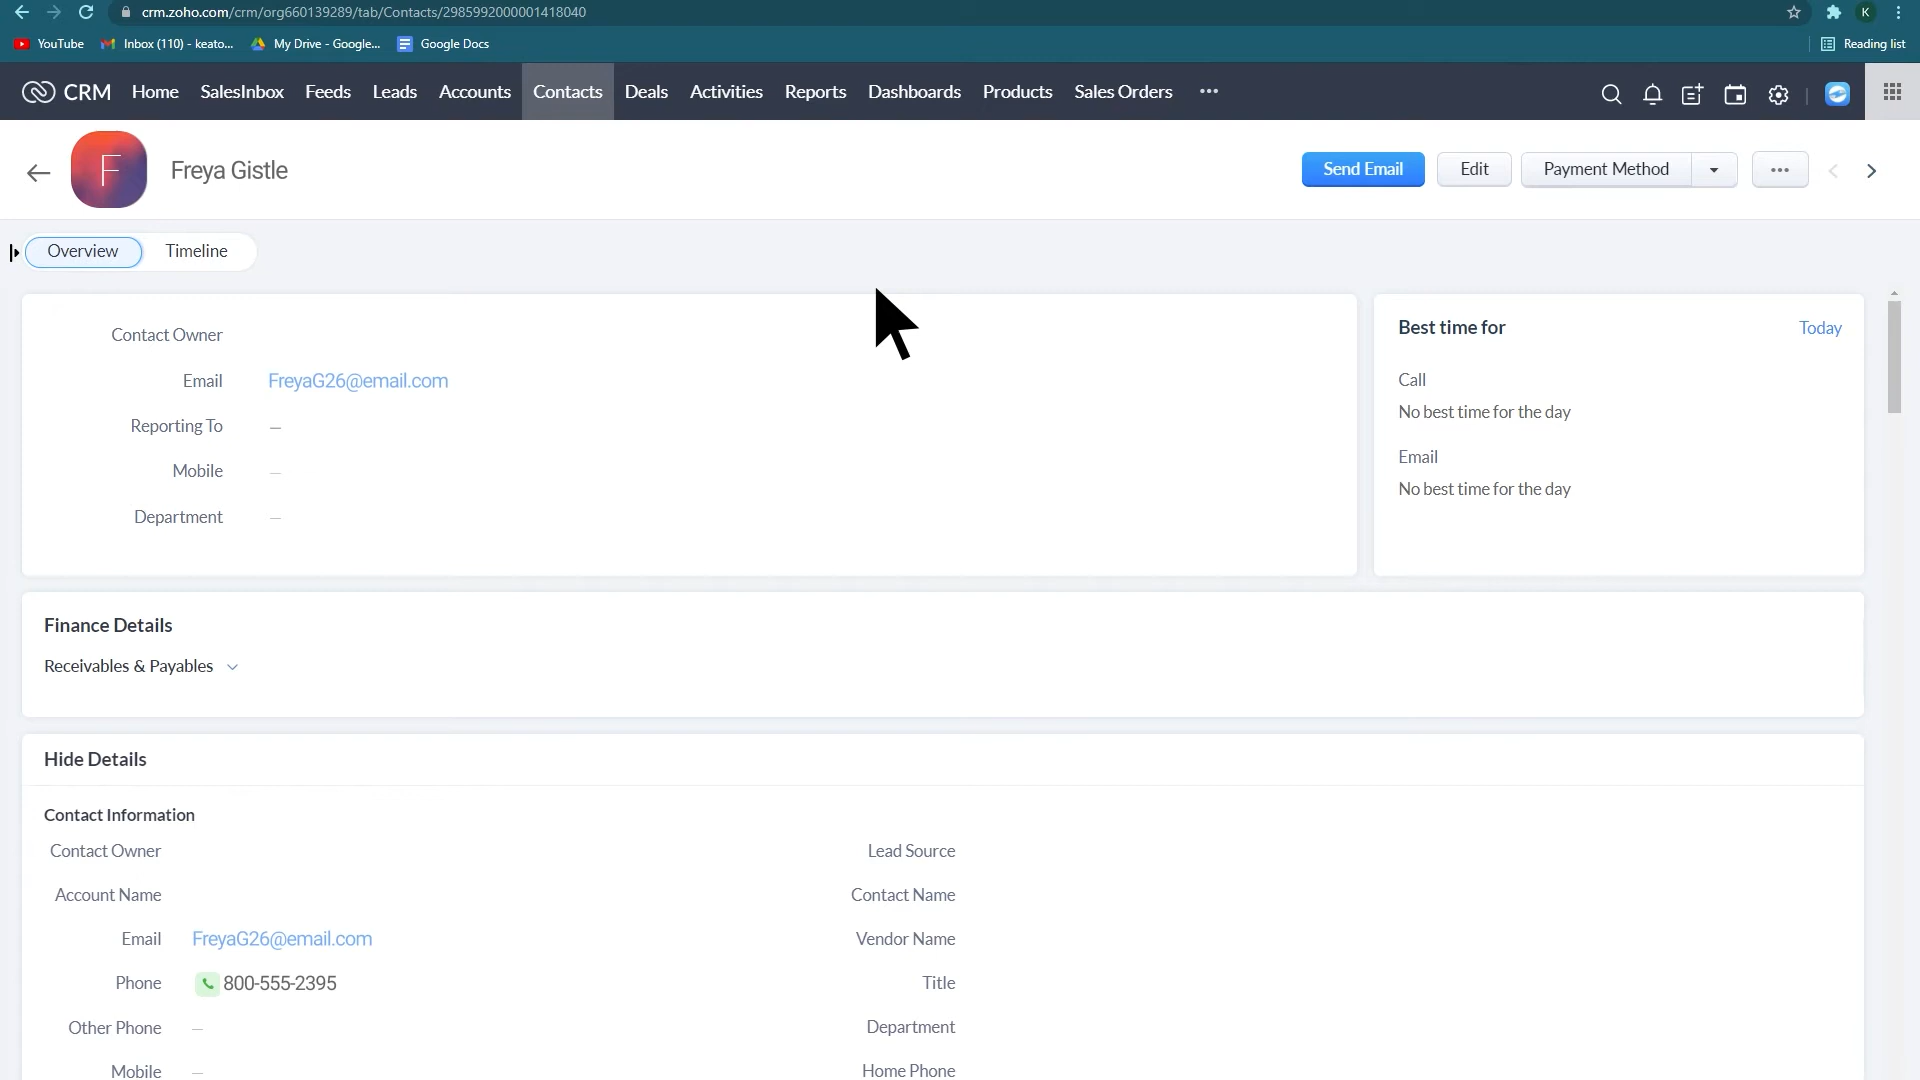 crm.zoho.com/crm/org660139289/tab/Contacts/2985992000001418040
K
YouTube Inbox (110) - keato... My Drive - Google... Google Docs Reading list
CRM Home SalesInbox Feeds Leads Accounts Contacts Deals Activities Reports Dashboards Products Sales Orders •••
F Freya Gistle Send Email Edit Payment Method •••
Overview Timeline
Contact Owner
Email FreyaG26@email.com
Reporting To —
Mobile —
Department —
Best time for Today
Call
No best time for the day
Email
No best time for the day
Finance Details
Receivables & Payables
Hide Details
Contact Information
Contact Owner Lead Source
Account Name Contact Name
Email FreyaG26@email.com Vendor Name
Phone 800-555-2395 Title
Other Phone — Department
Mobile — Home Phone